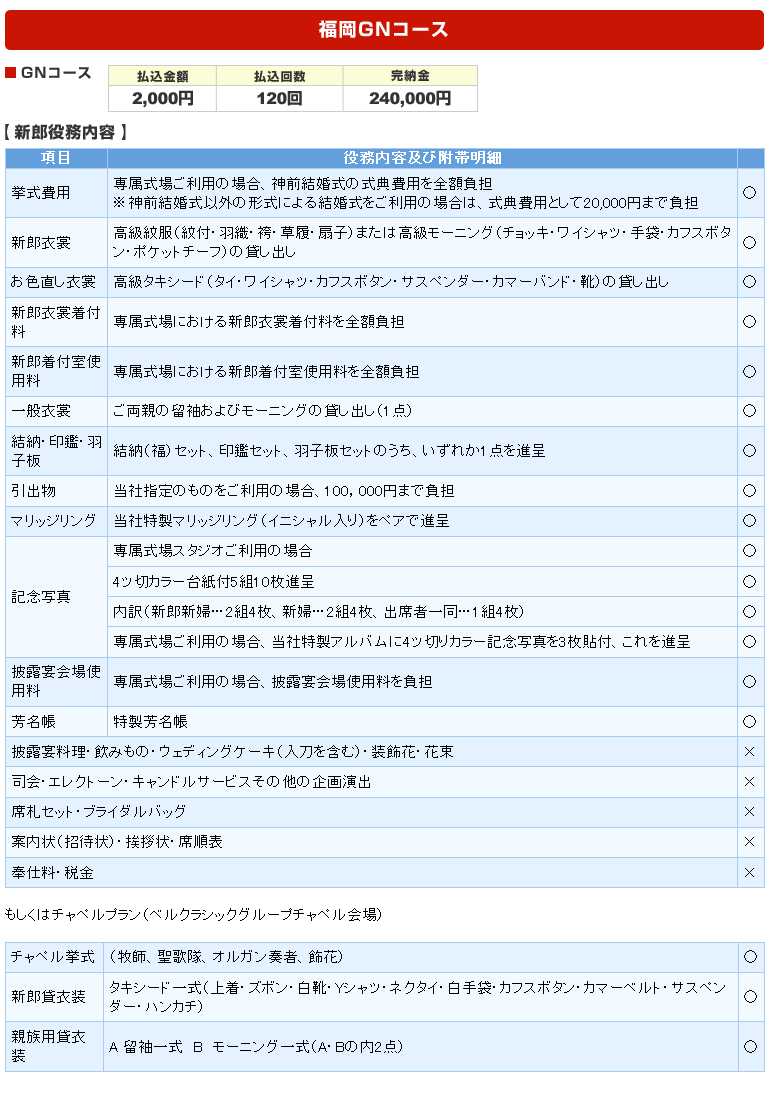 福岡GNコース
■ GNコース
払込金額 払込回数 完納金
2,000円 120回 240,000円
【 新郎役務内容 】
項目 役務内容及び附帯明細
挙式費用 専属式場ご利用の場合、神前結婚式の式典費用を全額負担
※神前結婚式以外の形式による結婚式をご利用の場合は、式典費用として20,000円まで負担 ○
新郎衣裳 高級紋服（紋付・羽織・袴・草履・扇子）または高級モーニング（チョッキ・ワイシャツ・手袋・カフスボタ
ン・ポケットチーフ）の貸し出し ○
お色直し衣裳 高級タキシード（タイ・ワイシャツ・カフスボタン・サスペンダー・カマーバンド・靴）の貸し出し ○
新郎衣裳着付
料 専属式場における新郎衣裳着付料を全額負担 ○
新郎着付室使
用料 専属式場における新郎着付室使用料を全額負担 ○
一般衣裳 ご両親の留袖およびモーニングの貸し出し（1点） ○
結納・印鑑・羽
子板 結納（福）セット、印鑑セット、羽子板セットのうち、いずれか1点を進呈 ○
引出物 当社指定のものをご利用の場合、100，000円まで負担 ○
マリッジリング 当社特製マリッジリング（イニシャル入り）をペアで進呈 ○
記念写真 専属式場スタジオご利用の場合 ○
4ツ切カラー台紙付5組10枚進呈 ○
内訳（新郎新婦…2組4枚、新婦…2組4枚、出席者一同…1組4枚） ○
専属式場ご利用の場合、当社特製アルバムに4ツ切りカラー記念写真を3枚貼付、これを進呈 ○
披露宴会場使
用料 専属式場ご利用の場合、披露宴会場使用料を負担 ○
芳名帳 特製芳名帳 ○
披露宴料理・飲みもの・ウェディングケーキ（入刀を含む）・装飾花・花束 ×
司会・エレクトーン・キャンドルサービスその他の企画演出 ×
席札セット・ブライダルバッグ ×
案内状（招待状）・挨拶状・席順表 ×
奉仕料・税金 ×
もしくはチャペルプラン（ベルクラシックグループチャペル会場）
チャペル挙式 （牧師、聖歌隊、オルガン奏者、飾花） ○
新郎貸衣装 タキシード一式（上着・ズボン・白靴・Yシャツ・ネクタイ・白手袋・カフスボタン・カマーベルト・サスペン
ダー・ハンカチ） ○
親族用貸衣
装 A 留袖一式 B モーニング一式（A・Bの内2点） ○